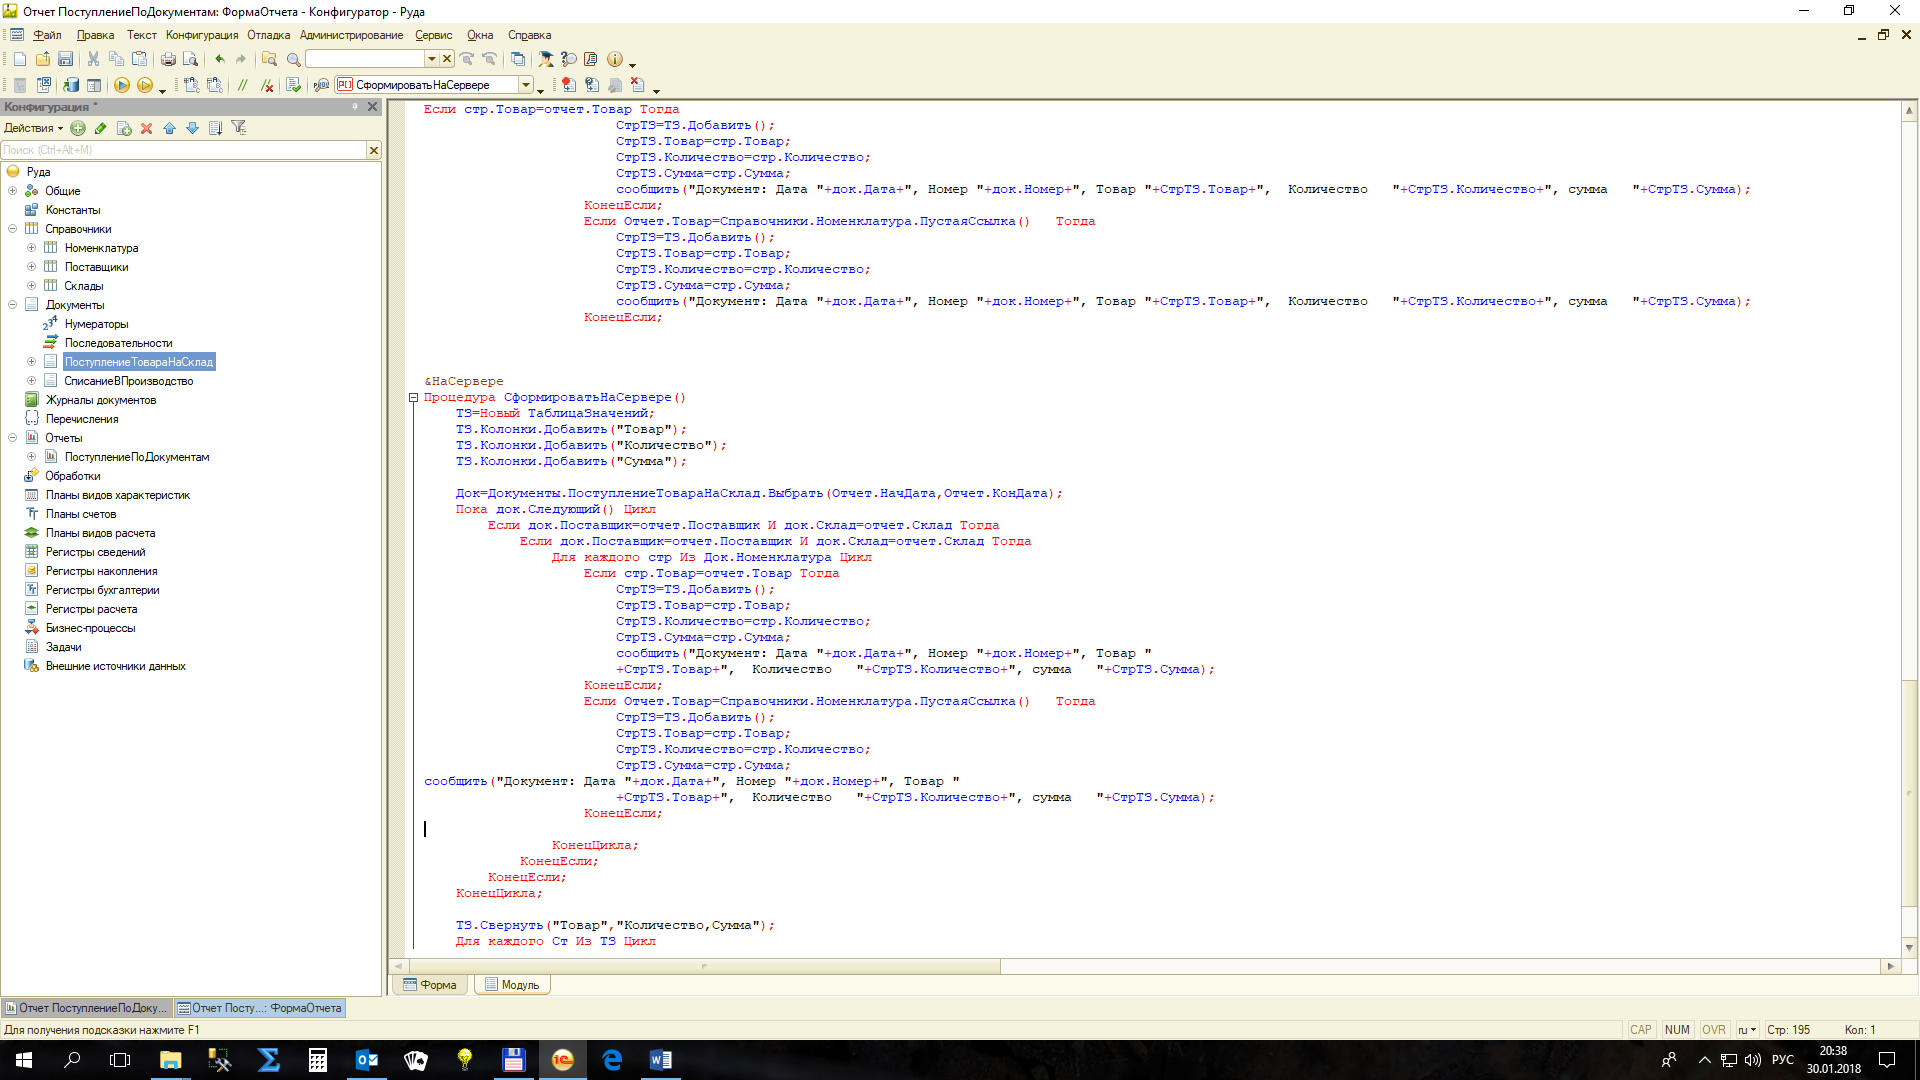 Отчет ПоступлениеПоДокументам: ФормаОтчета - Конфигуратор - Руда
Файл Правка Текст Конфигурация Отладка Администрирование Сервис Окна Справка
СформироватьНаСервере
Конфигурация *
Действия
Поиск (Ctrl+Alt+M)
Руда
Общие
Константы
Справочники
Номенклатура
Поставщики
Склады
Документы
Нумераторы
Последовательности
ПоступлениеТовараНаСклад
СписаниеВПроизводство
Журналы документов
Перечисления
Отчеты
ПоступлениеПоДокументам
Обработки
Планы видов характеристик
Планы счетов
Планы видов расчета
Регистры сведений
Регистры накопления
Регистры бухгалтерии
Регистры расчета
Бизнес-процессы
Задачи
Внешние источники данных
Если стр.Товар=отчет.Товар Тогда
СтрТЗ=ТЗ.Добавить();
СтрТЗ.Товар=стр.Товар;
СтрТЗ.Количество=стр.Количество;
СтрТЗ.Сумма=стр.Сумма;
сообщить("Документ: Дата "+док.Дата+", Номер "+док.Номер+", Товар "+СтрТЗ.Товар+",  Количество   "+СтрТЗ.Количество+", сумма   "+СтрТЗ.Сумма);
КонецЕсли;
Если Отчет.Товар=Справочники.Номенклатура.ПустаяСсылка()   Тогда
СтрТЗ=ТЗ.Добавить();
СтрТЗ.Товар=стр.Товар;
СтрТЗ.Количество=стр.Количество;
СтрТЗ.Сумма=стр.Сумма;
сообщить("Документ: Дата "+док.Дата+", Номер "+док.Номер+", Товар "+СтрТЗ.Товар+",  Количество   "+СтрТЗ.Количество+", сумма   "+СтрТЗ.Сумма);
КонецЕсли;
&НаСервере
Процедура СформироватьНаСервере()
ТЗ=Новый ТаблицаЗначений;
ТЗ.Колонки.Добавить("Товар");
ТЗ.Колонки.Добавить("Количество");
ТЗ.Колонки.Добавить("Сумма");
Док=Документы.ПоступлениеТовараНаСклад.Выбрать(Отчет.НачДата,Отчет.КонДата);
Пока док.Следующий() Цикл
Если док.Поставщик=отчет.Поставщик И док.Склад=отчет.Склад Тогда
Если док.Поставщик=отчет.Поставщик И док.Склад=отчет.Склад Тогда
Для каждого стр Из Док.Номенклатура Цикл
Если стр.Товар=отчет.Товар Тогда
СтрТЗ=ТЗ.Добавить();
СтрТЗ.Товар=стр.Товар;
СтрТЗ.Количество=стр.Количество;
СтрТЗ.Сумма=стр.Сумма;
сообщить("Документ: Дата "+док.Дата+", Номер "+док.Номер+", Товар "
+СтрТЗ.Товар+",  Количество   "+СтрТЗ.Количество+", сумма   "+СтрТЗ.Сумма);
КонецЕсли;
Если Отчет.Товар=Справочники.Номенклатура.ПустаяСсылка()   Тогда
СтрТЗ=ТЗ.Добавить();
СтрТЗ.Товар=стр.Товар;
СтрТЗ.Количество=стр.Количество;
СтрТЗ.Сумма=стр.Сумма;
сообщить("Документ: Дата "+док.Дата+", Номер "+док.Номер+", Товар "
+СтрТЗ.Товар+",  Количество   "+СтрТЗ.Количество+", сумма   "+СтрТЗ.Сумма);
КонецЕсли;
КонецЦикла;
КонецЕсли;
КонецЕсли;
КонецЦикла;
ТЗ.Свернуть("Товар","Количество,Сумма");
Для каждого Ст Из ТЗ Цикл
Форма Модуль
Отчет ПоступлениеПоДоку... Отчет Посту...: ФормаОтчета
Для получения подсказки нажмите F1
CAP NUM OVR ru Стр: 195 Кол: 1
РУС
20:38
30.01.2018